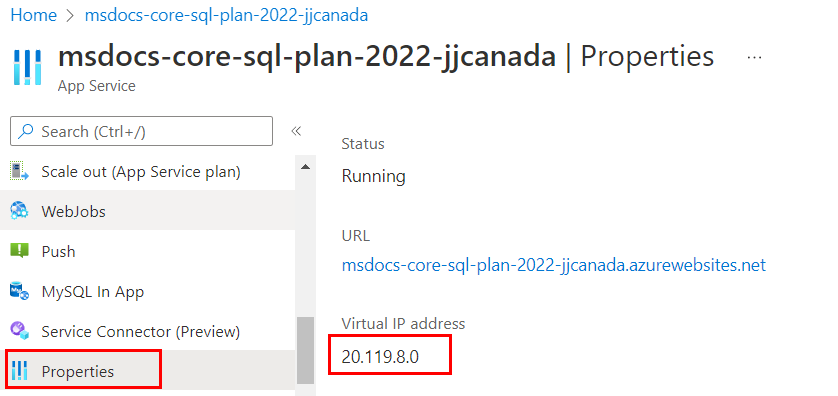 Home > msdocs-core-sql-plan-2022-jjcanada
msdocs-core-sql-plan-2022-jjcanada | Properties ...
App Service
Search (Ctrl+/)
«
Scale out (App Service plan)
WebJobs
Push
MySQL In App
Service Connector (Preview)
Properties
Status
Running
URL
msdocs-core-sql-plan-2022-jjcanada.azurewebsites.net
Virtual IP address
20.119.8.0